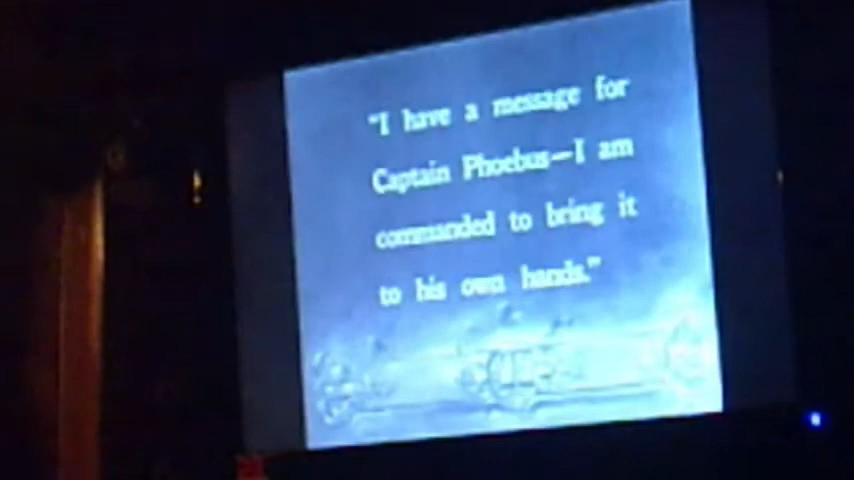 "I have a message for
Captain Phoebus—I am
commanded to bring it
to his own hands."